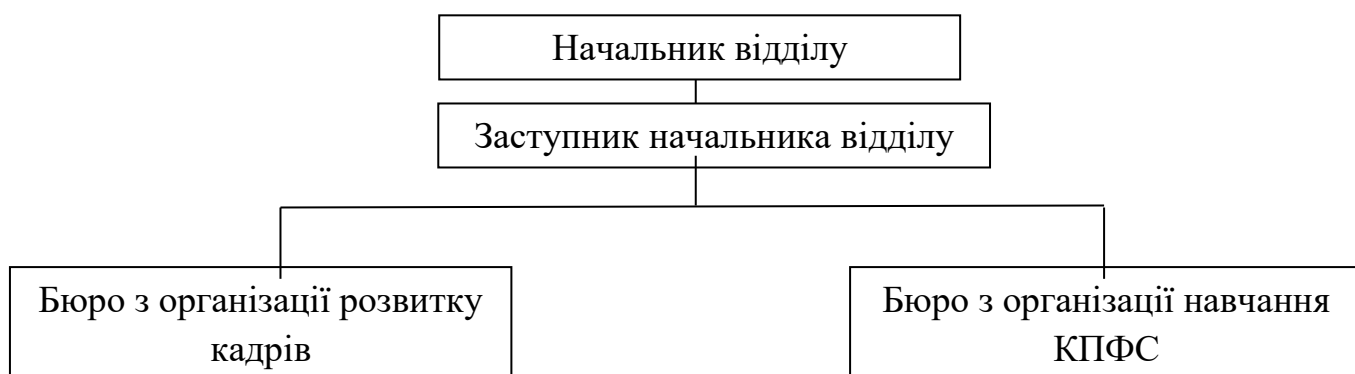 Начальник відділу
Заступник начальника відділу
Бюро з організації розвитку
кадрів
Бюро з організації навчання
КПФС